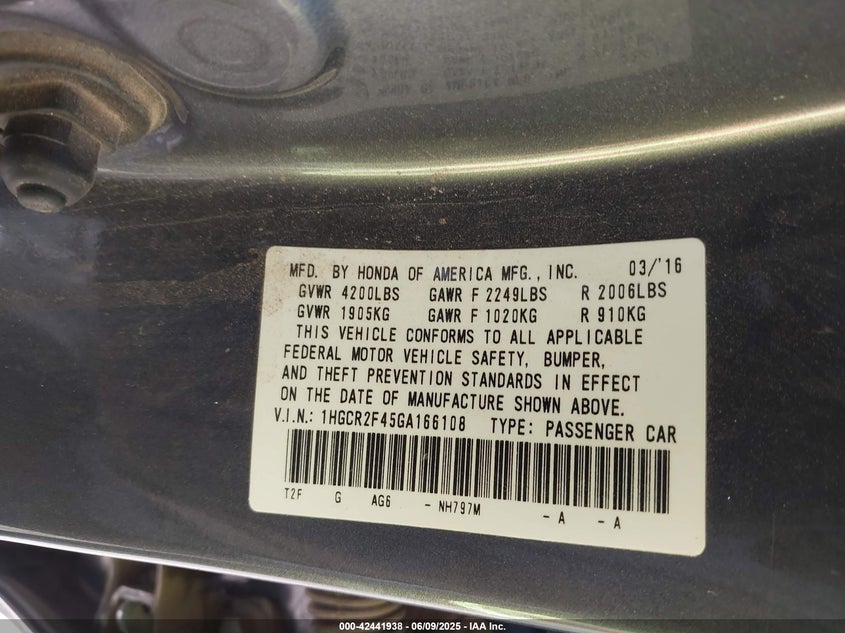 MFD. BY HONDA OF AMERICA MFG., INC. 03/'16
GVWR 4200LBS GAWR F 2249LBS R 2006LBS
GVWR 1905KG GAWR F 1020KG R 910KG
THIS VEHICLE CONFORMS TO ALL APPLICABLE
FEDERAL MOTOR VEHICLE SAFETY, BUMPER,
AND THEFT PREVENTION STANDARDS IN EFFECT
ON THE DATE OF MANUFACTURE SHOWN ABOVE.
V.I.N.: 1HGCR2F45GA166108 TYPE: PASSENGER CAR
T2F G AG6 - NH797M - A - A
000-42441938 - 06/09/2025 - IAA Inc.